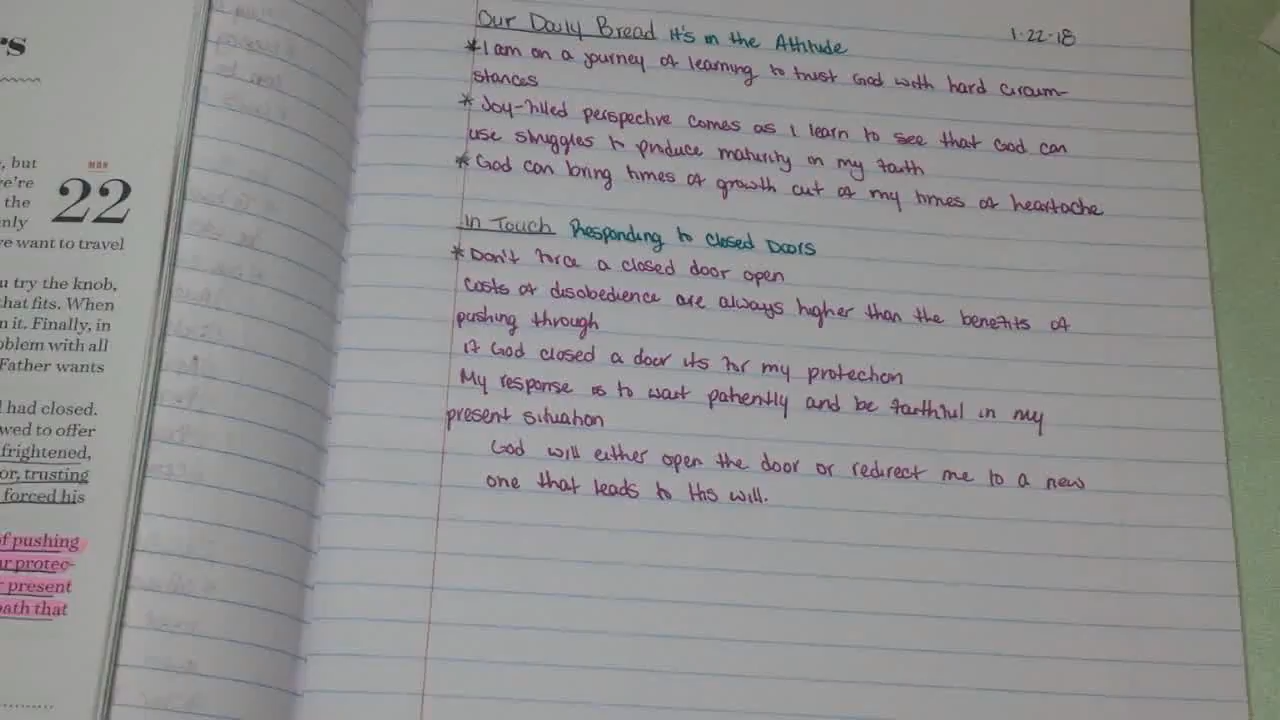 rs
, but
e're
the
nly
ve want to travel
u try the knob,
that fits. When
n it. Finally, in
oblem with all
Father wants
had closed.
wed to offer
frightened,
or, trusting
forced his
of pushing
ur protec-
r present
path that
MON
22
Our Daily Bread It's in the Attitude
1·22·18
*I am on a journey of learning to trust God with hard circum-
stances
* Joy-filled perspective comes as I learn to see that God can
use struggles to produce maturity in my faith
* God can bring times of growth out of my times of heartache
In Touch Responding to Closed Doors
*Don't force a closed door open
Costs of disobedience are always higher than the benefits of
pushing through
If God closed a door its for my protection
My response is to wait patiently and be faithful in my
present situation
God will either open the door or redirect me to a new
one that leads to His will.